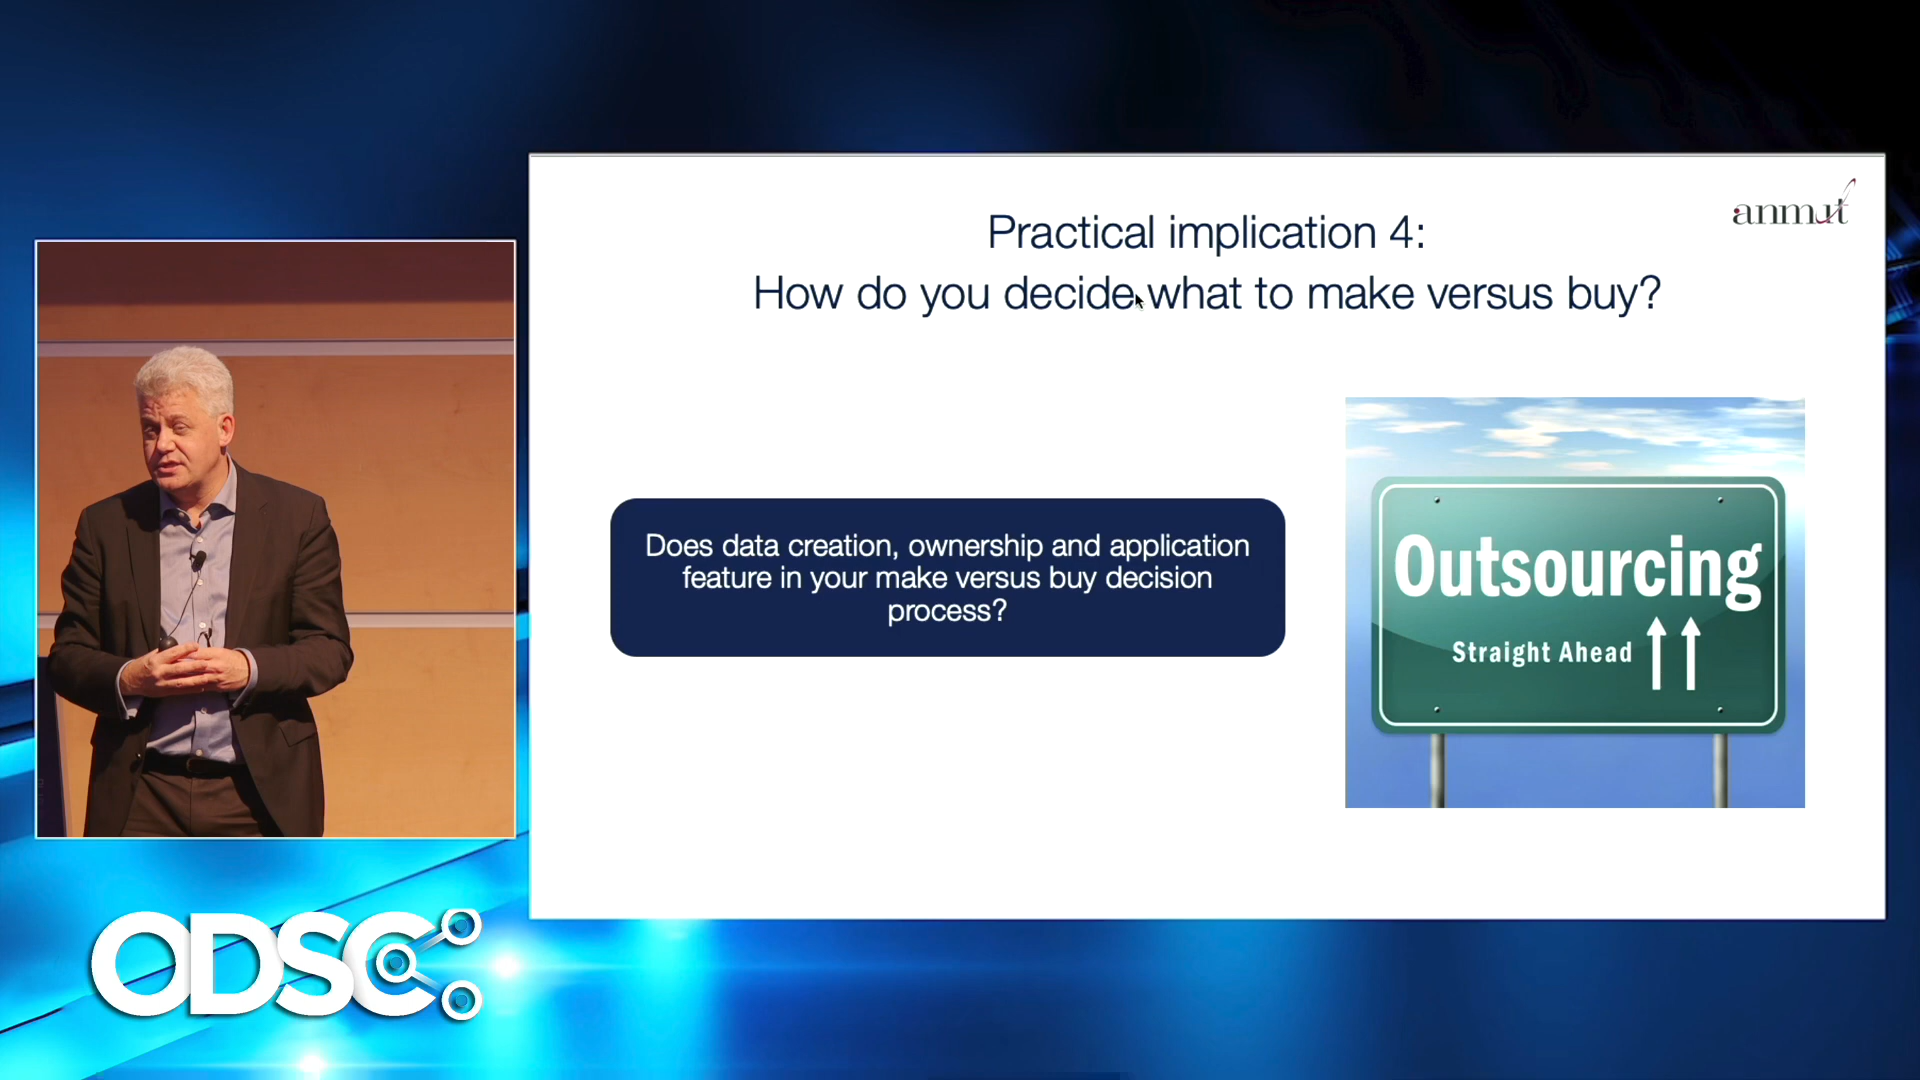 anmut
Practical implication 4:
How do you decide what to make versus buy?
Does data creation, ownership and application
feature in your make versus buy decision
process?
Outsourcing
Straight Ahead
ODSC